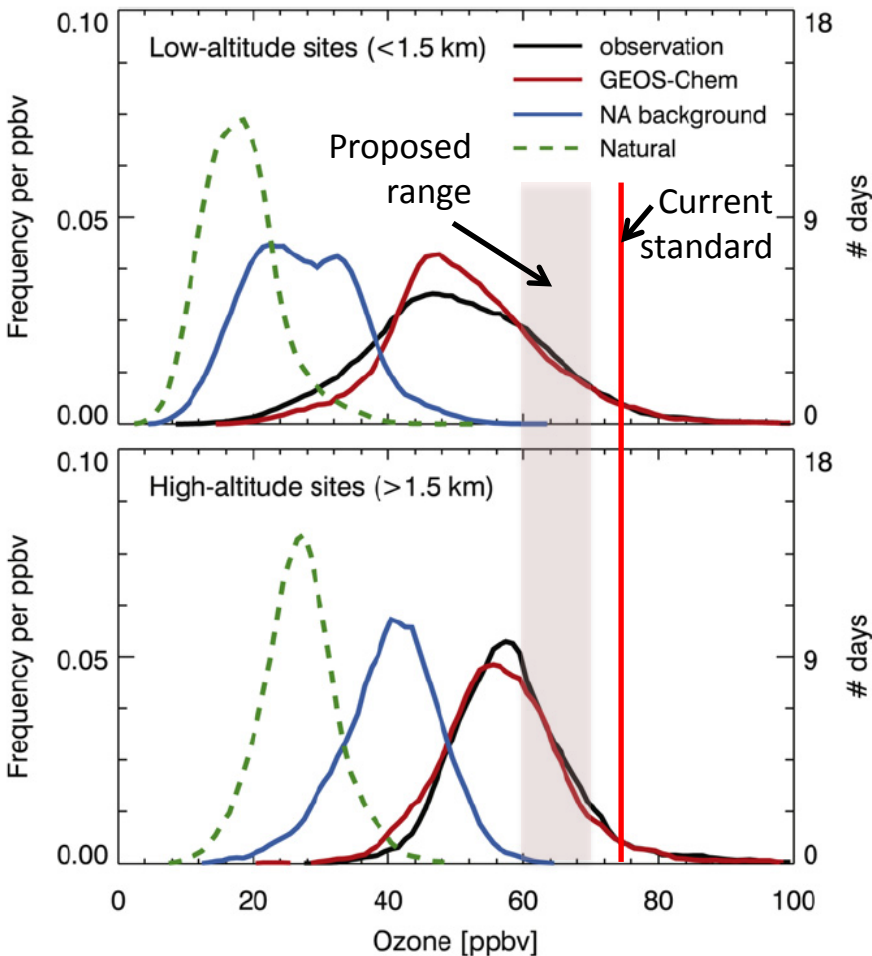 0.10
18
Low-altitude sites (<1.5 km)
observation
GEOS-Chem
NA background
Natural
Proposed
range
Current
standard
0.05
9
0.00
0
Frequency per ppbv
# days
0.10
18
High-altitude sites (>1.5 km)
0.05
9
0.00
0
Frequency per ppbv
# days
0
20
40
60
80
100
Ozone [ppbv]